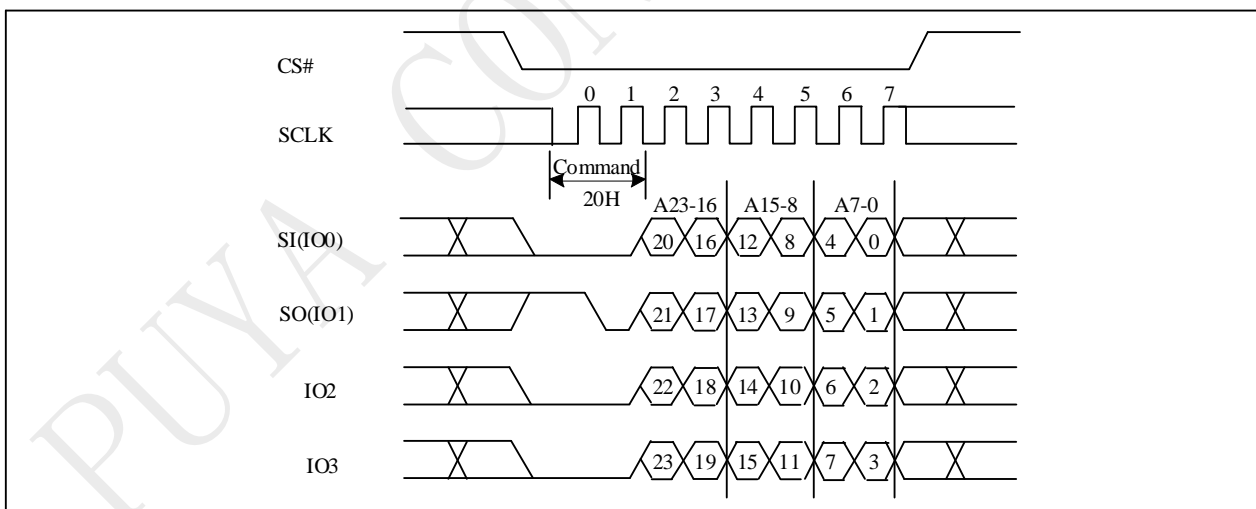 PUYA CON
CS#
0 1 2 3 4 5 6 7
SCLK
Command
20H
A23-16 A15-8 A7-0
SI(IO0)
20 16 12 8 4 0
SO(IO1)
21 17 13 9 5 1
IO2
22 18 14 10 6 2
IO3
23 19 15 11 7 3